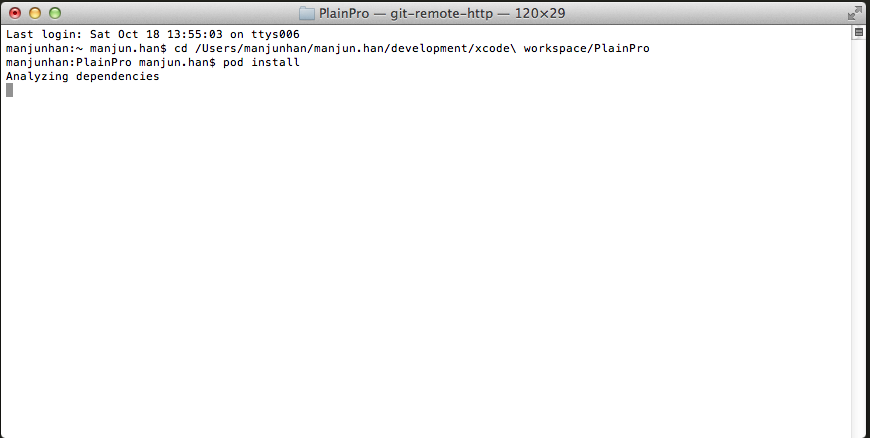 PlainPro — git-remote-http — 120×29
Last login: Sat Oct 18 13:55:03 on ttys006
manjunhan:~ manjun.han$ cd /Users/manjunhan/manjun.han/development/xcode\ workspace/PlainPro
manjunhan:PlainPro manjun.han$ pod install
Analyzing dependencies